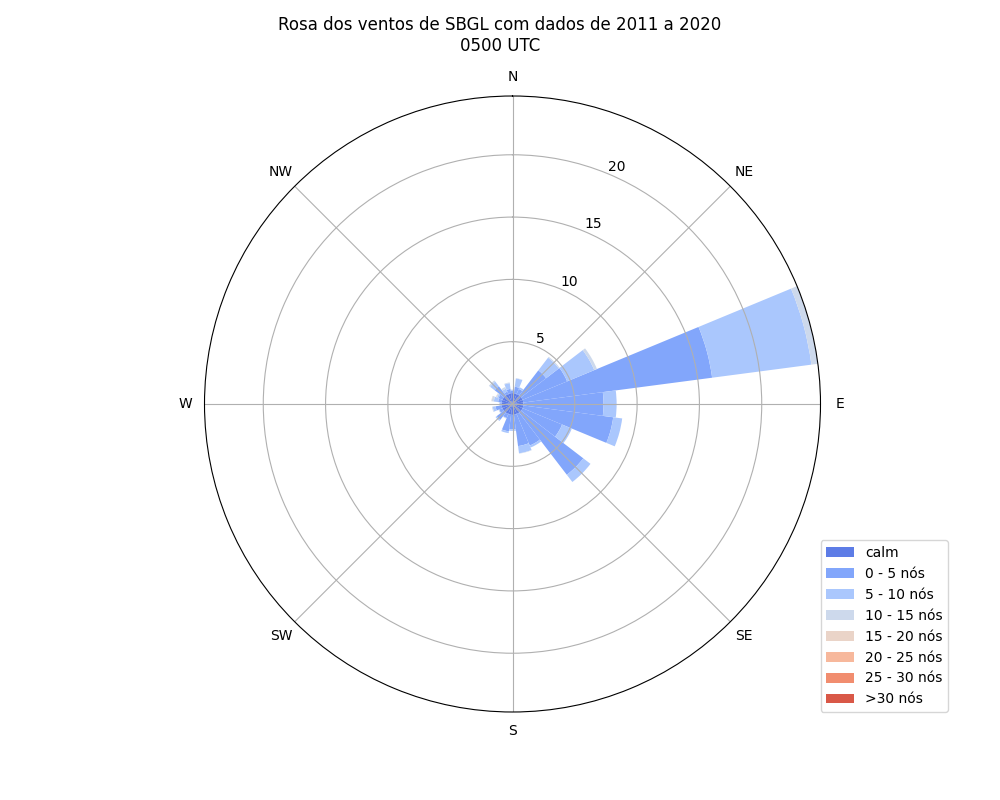 Rosa dos ventos de SBGL com dados de 2011 a 2020
0500 UTC
N
NW
NE
20
15
10
5
W
E
SW
SE
S
calm
0 - 5 nós
5 - 10 nós
10 - 15 nós
15 - 20 nós
20 - 25 nós
25 - 30 nós
>30 nós